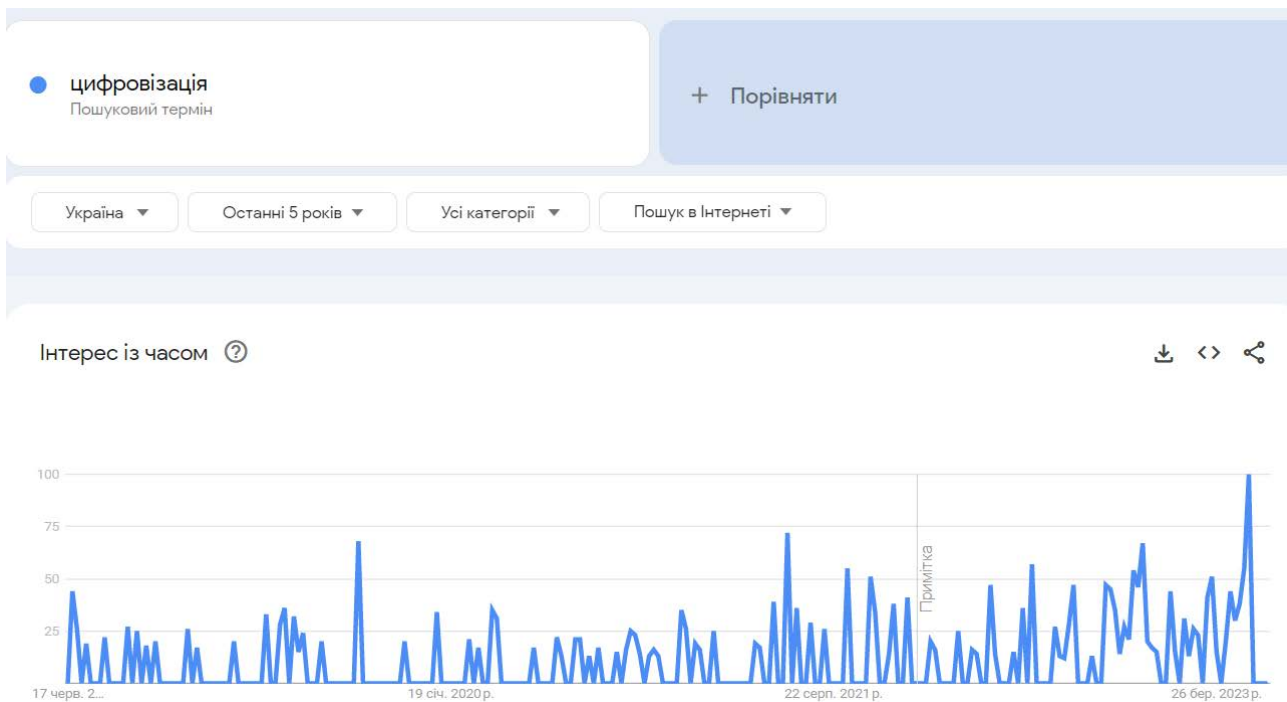 цифровізація
Пошуковий термін
+ Порівняти
Україна
Останні 5 років
Усі категорії
Пошук в Інтернеті
Інтерес із часом
100
75
50
25
Примітка
17 черв. 2...
19 січ. 2020 р.
22 серп. 2021 р.
26 бер. 2023 р.